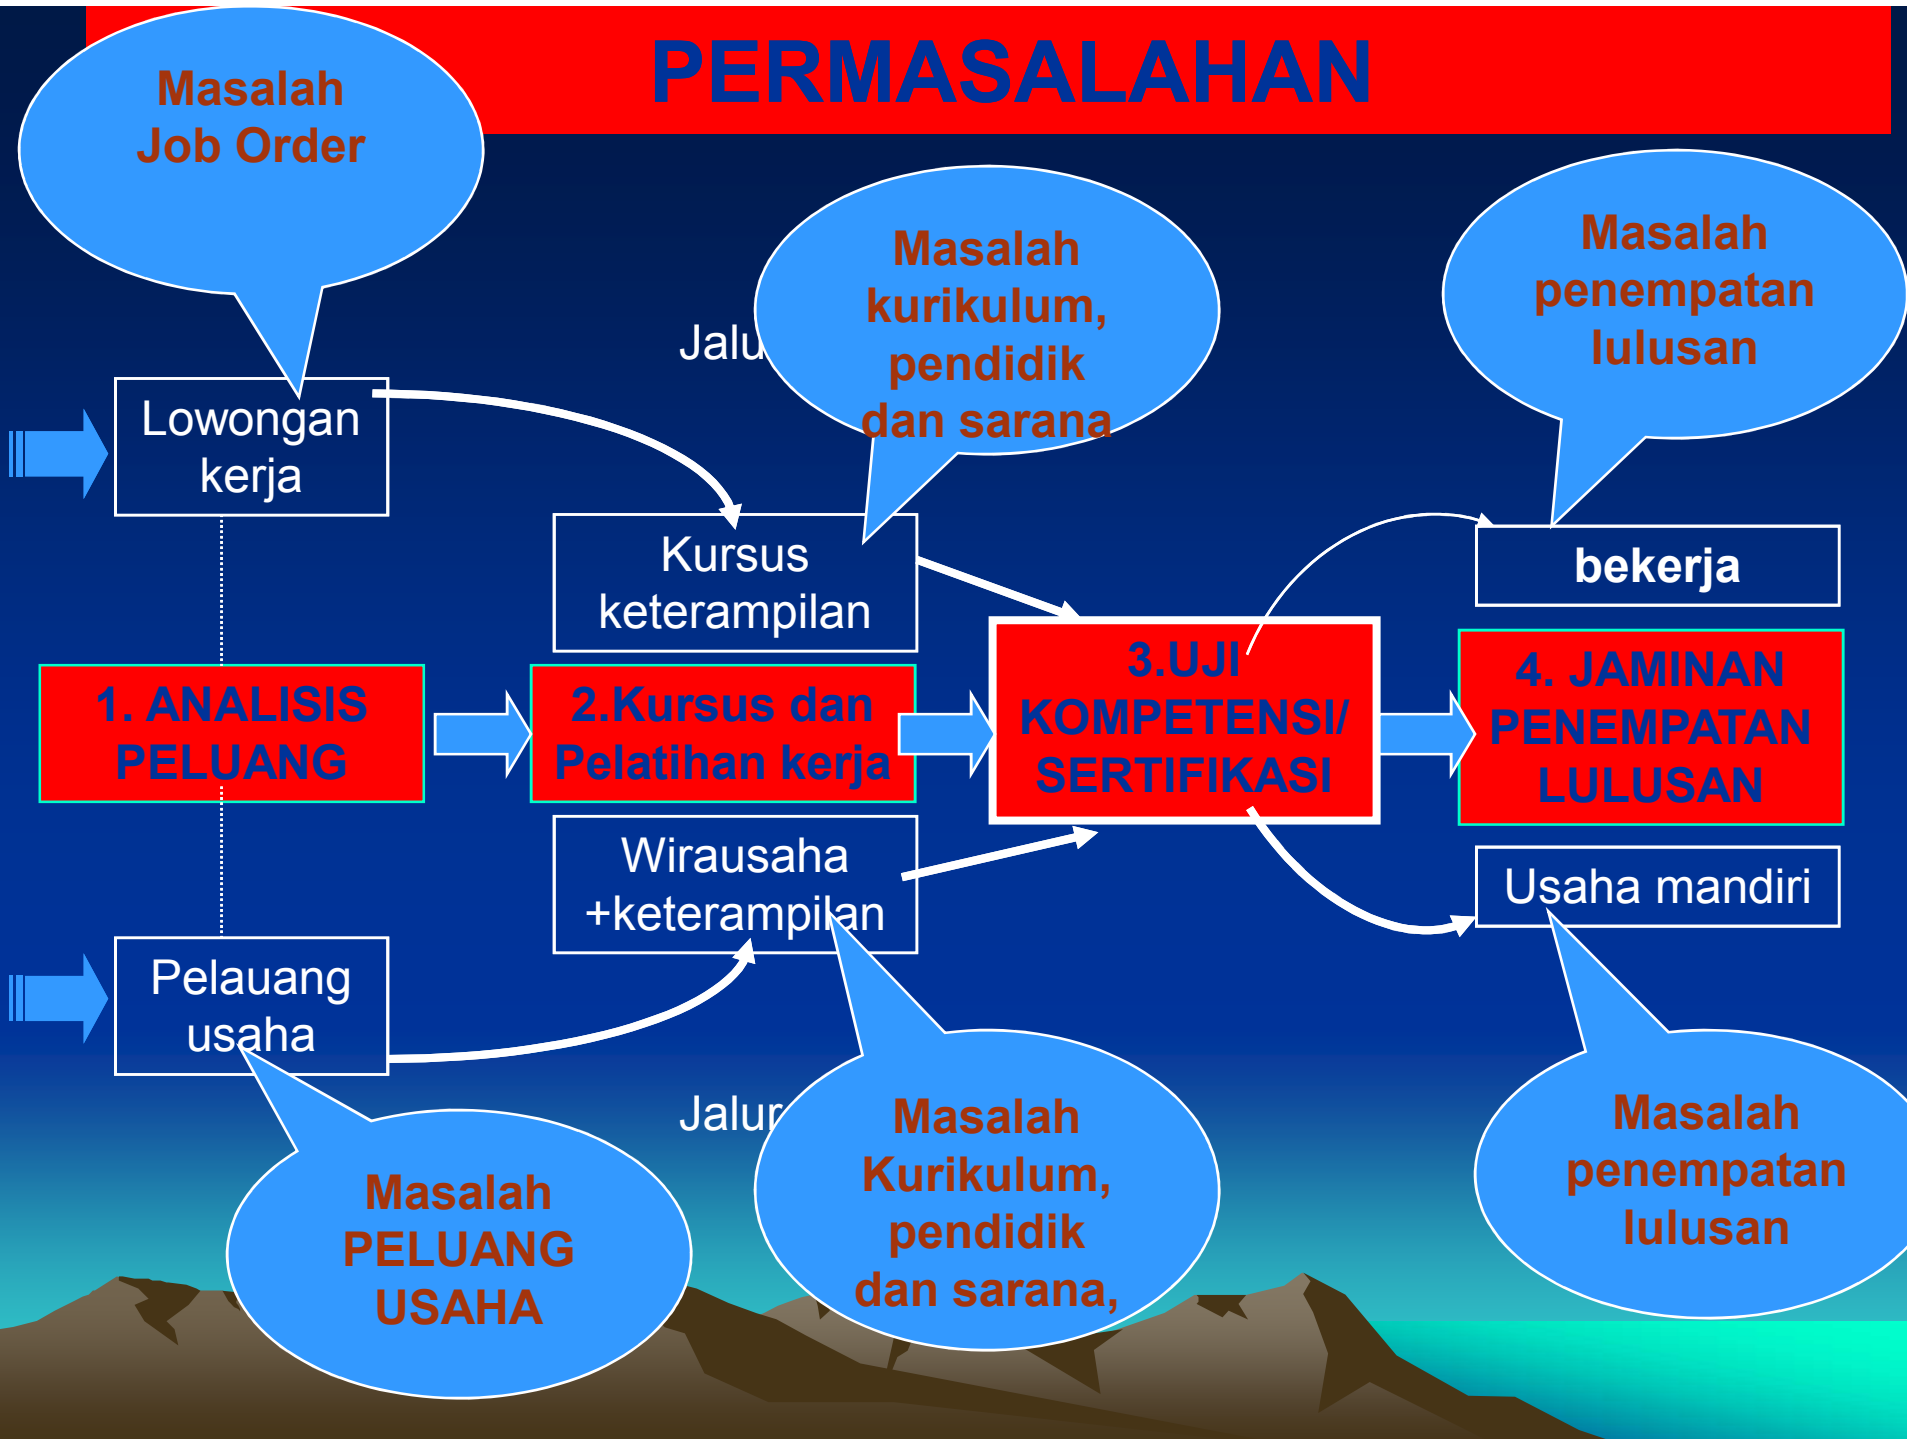 PERMASALAHAN
Masalah
Job Order
Masalah
kurikulum,
pendidik
dan sarana
Masalah
penempatan
lulusan
Lowongan
kerja
Kursus
keterampilan
bekerja
1. ANALISIS
PELUANG
2.Kursus dan
Pelatihan kerja
3.UJI
KOMPETENSI/
SERTIFIKASI
4. JAMINAN
PENEMPATAN
LULUSAN
Wirausaha
+keterampilan
Usaha mandiri
Pelauang
usaha
Jalur
Masalah
PELUANG
USAHA
Masalah
Kurikulum,
pendidik
dan sarana,
Masalah
penempatan
lulusan